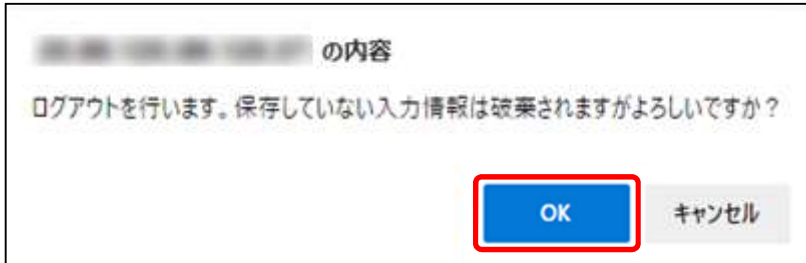 の内容
ログアウトを行います。保存していない入力情報は破棄されますがよろしいですか？
OK
キャンセル